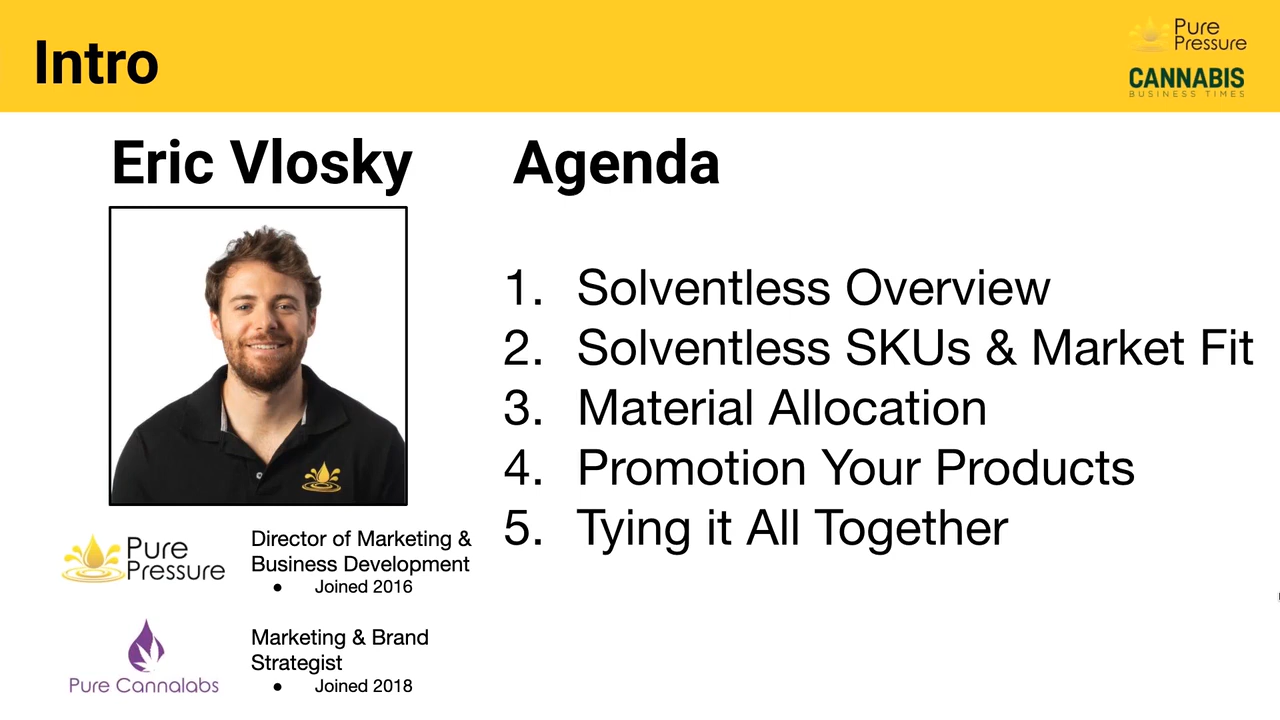 Intro
Pure
Pressure
CANNABIS
BUSINESS TIMES
Eric Vlosky
Agenda
1. Solventless Overview
2. Solventless SKUs & Market Fit
3. Material Allocation
4. Promotion Your Products
5. Tying it All Together
Pure
Pressure
Director of Marketing &
Business Development
● Joined 2016
Pure Cannalabs
Marketing & Brand
Strategist
● Joined 2018